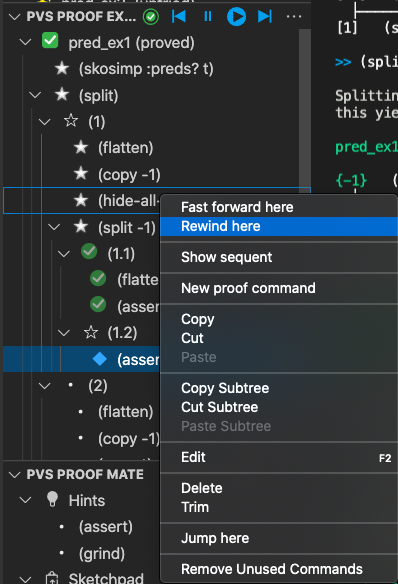 PVS PROOF EX...
pred_ex1 (proved)
(skosimp :preds? t)
(split)
(1)
(flatten)
(copy -1)
(hide-all-
(split -1)
(1.1)
(flatte
(asser
(1.2)
(asser
(2)
(flatten)
(copy -1)
PVS PROOF MATE
Hints
(assert)
(grind)
Sketchpad
[1] (s
>> (spli
Splittin
this yie
pred_ex1
{-1} (
Fast forward here
Rewind here
Show sequent
New proof command
Copy
Cut
Paste
Copy Subtree
Cut Subtree
Paste Subtree
Edit F2
Delete
Trim
Jump here
Remove Unused Commands